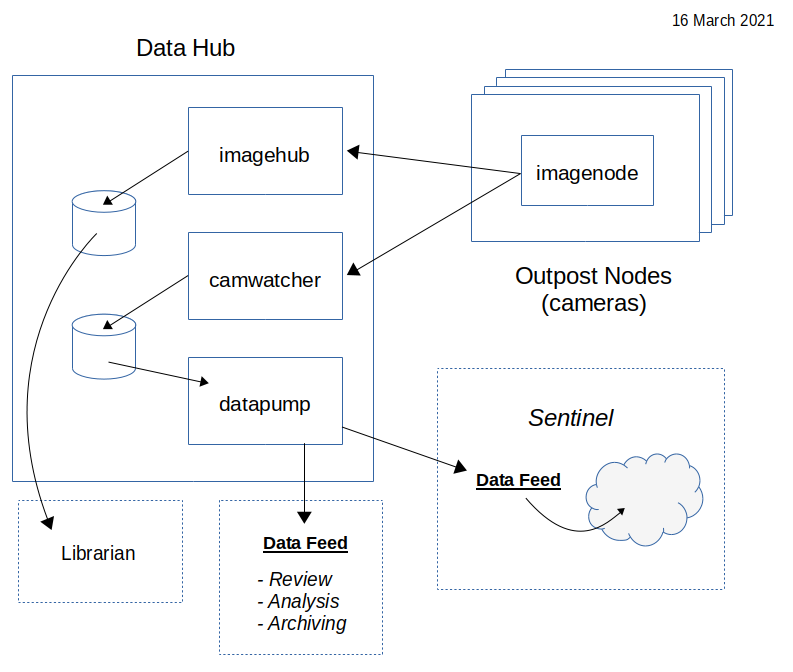 16 March 2021
Data Hub
imagehub
imagenode
camwatcher
Outpost Nodes
(cameras)
datapump
Sentinel
Data Feed
Librarian
Data Feed
- Review
- Analysis
- Archiving